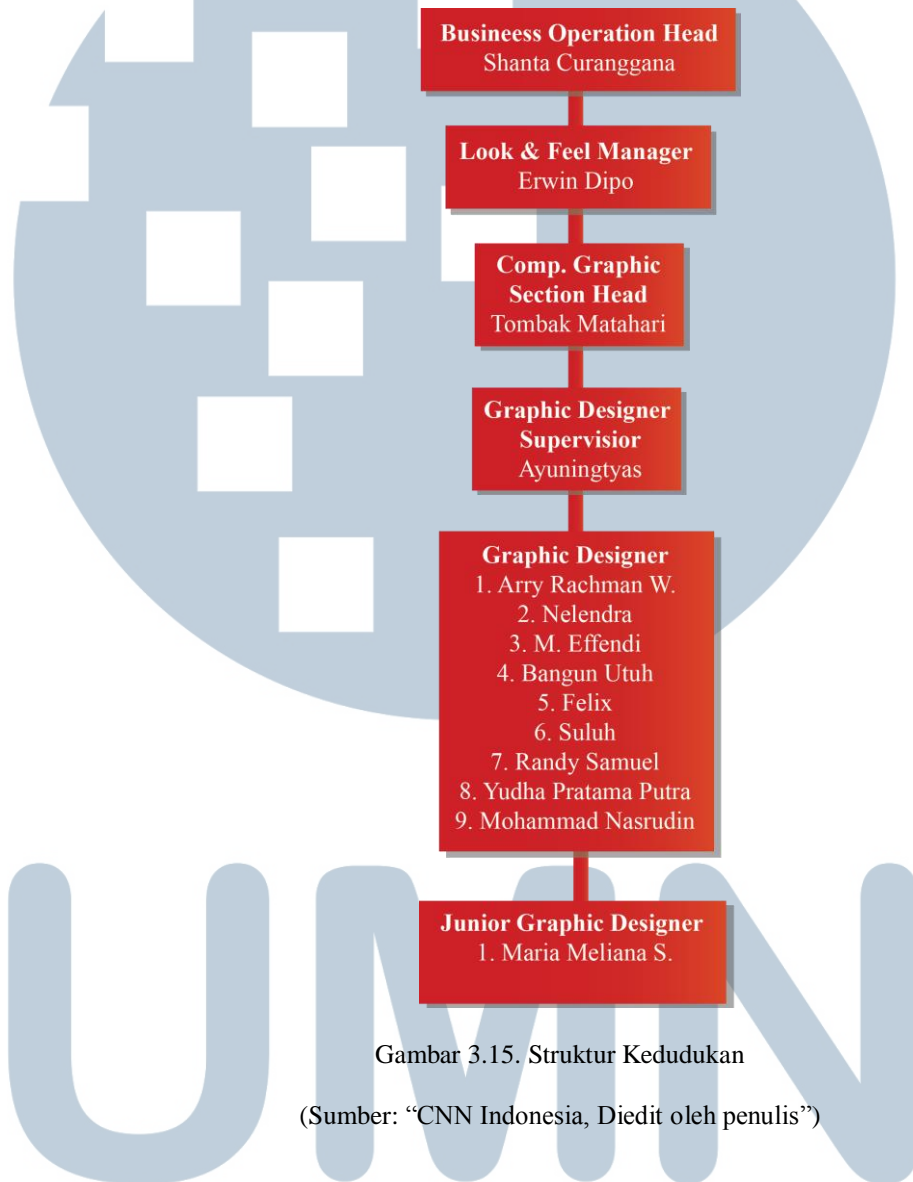 Busineess Operation Head
Shanta Curanggana
Look & Feel Manager
Erwin Dipo
Comp. Graphic
Section Head
Tombak Matahari
Graphic Designer
Supervisior
Ayuningtyas
Graphic Designer
1. Arry Rachman W.
2. Nelendra
3. M. Effendi
4. Bangun Utuh
5. Felix
6. Suluh
7. Randy Samuel
8. Yudha Pratama Putra
9. Mohammad Nasrudin
Junior Graphic Designer
1. Maria Meliana S.
Gambar 3.15. Struktur Kedudukan
(Sumber: “CNN Indonesia, Diedit oleh penulis”)
UMN